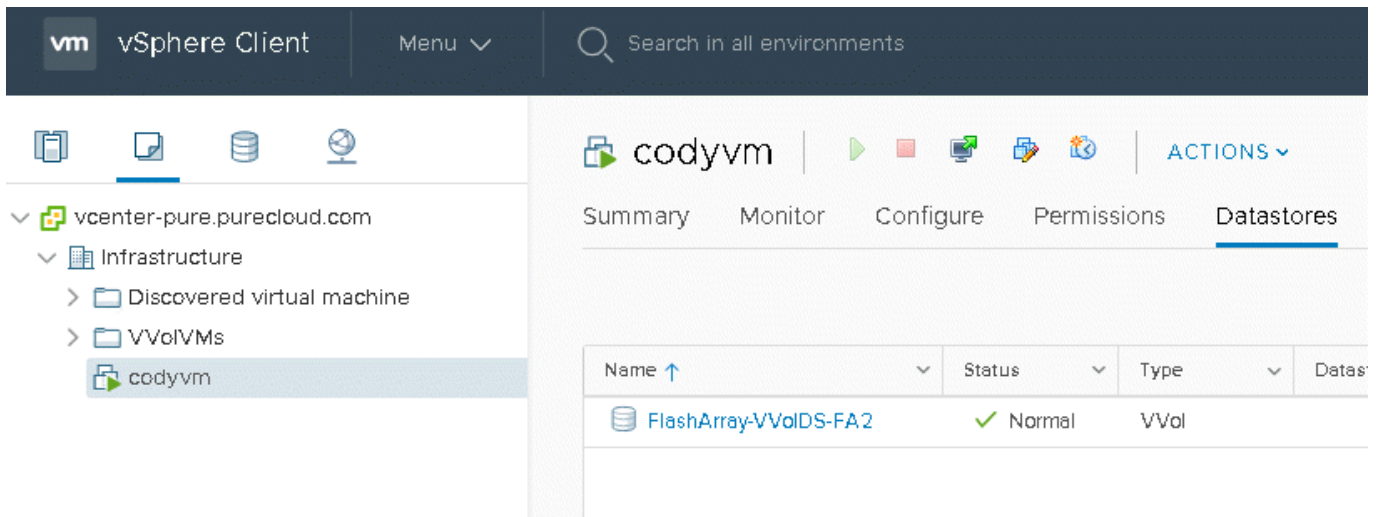 vm vSphere Client Menu Search in all environments
codyvm ACTIONS
vcenter-pure.purecloud.com
Infrastructure
Discovered virtual machine
VVolVMs
codyvm
Summary Monitor Configure Permissions Datastores
Name Status Type Datas
FlashArray-VVolDS-FA2 Normal VVol